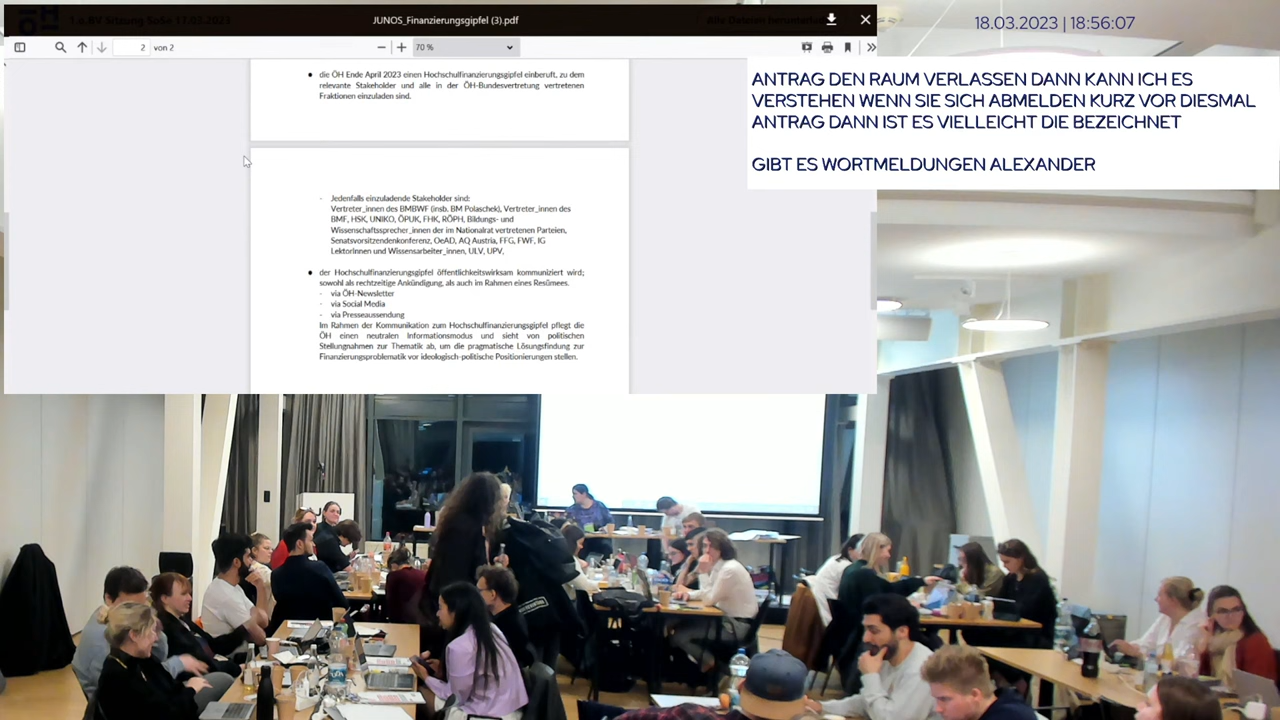 1.a.BV Sitzung SoSe 17.03.2023
JUNOS_Finanzierungsgipfel (3).pdf
18.03.2023 | 18:56:07
2 von 2
70 %
die ÖH Ende April 2023 einen Hochschulfinanzierungsgipfel einberuft, zu dem
relevante Stakeholder und alle in der ÖH-Bundesvertretung vertretenen
Fraktionen einzuladen sind.
ANTRAG DEN RAUM VERLASSEN DANN KANN ICH ES
VERSTEHEN WENN SIE SICH ABMELDEN KURZ VOR DIESMAL
ANTRAG DANN IST ES VIELLEICHT DIE BEZEICHNET
GIBT ES WORTMELDUNGEN ALEXANDER
- Jedenfalls einzuladende Stakeholder sind:
Vertreter_innen des BMBWF (insb. BM Polaschek), Vertreter_innen des
BMF, HSK, UNIKO, ÖPUK, FHK, RÖPH, Bildungs- und
Wissenschaftssprecher_innen der im Nationalrat vertretenen Parteien,
Senatsvorsitzendenkonferenz, OeAD, AQ Austria, FFG, FWF, IG
LektorInnen und Wissensarbeiter_innen, ULV, UPV,
der Hochschulfinanzierungsgipfel öffentlichkeitswirksam kommuniziert wird;
sowohl als rechtzeitige Ankündigung, als auch im Rahmen eines Resümees.
- via ÖH-Newsletter
- via Social Media
- via Presseaussendung
Im Rahmen der Kommunikation zum Hochschulfinanzierungsgipfel pflegt die
ÖH einen neutralen Informationsmodus und sieht von politischen
Stellungnahmen zur Thematik ab, um die pragmatische Lösungsfindung zur
Finanzierungsproblematik vor ideologisch-politische Positionierungen stellen.